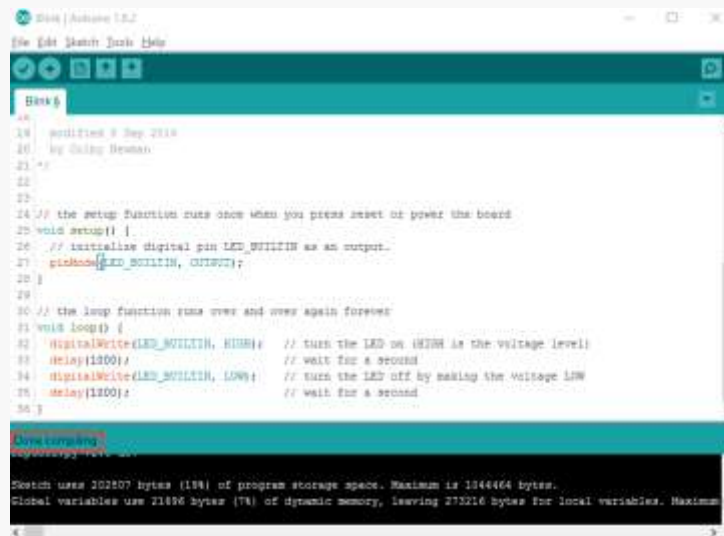 Blink | Arduino 1.8.2
File Edit Sketch Tools Help
Blink §
18
19 modified 8 Sep 2016
20 by Colby Newman
21 */
22
23
24 // the setup function runs once when you press reset or power the board
25 void setup() {
26 // initialize digital pin LED_BUILTIN as an output.
27 pinMode(LED_BUILTIN, OUTPUT);
28 }
29
30 // the loop function runs over and over again forever
31 void loop() {
32 digitalWrite(LED_BUILTIN, HIGH); // turn the LED on (HIGH is the voltage level)
33 delay(1000); // wait for a second
34 digitalWrite(LED_BUILTIN, LOW); // turn the LED off by making the voltage LOW
35 delay(1000); // wait for a second
36 }
Done compiling.
Sketch uses 202807 bytes (19%) of program storage space. Maximum is 1044464 bytes.
Global variables use 21696 bytes (7%) of dynamic memory, leaving 273216 bytes for local variables. Maximum